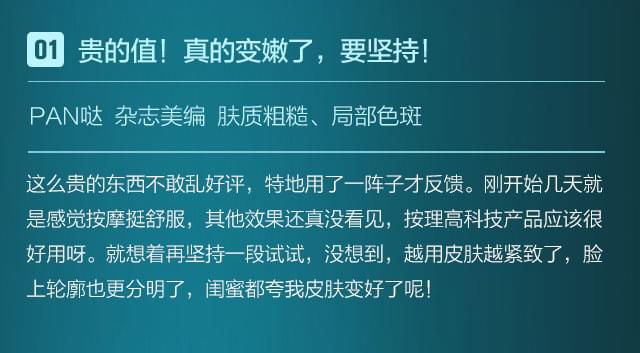 01 贵的值！真的变嫩了，要坚持！
PAN哒 杂志美编 肤质粗糙、局部色斑
这么贵的东西不敢乱好评，特地用了一阵子才反馈。刚开始几天就
是感觉按摩挺舒服，其他效果还真没看见，按理高科技产品应该很
好用呀。就想着再坚持一段试试，没想到，越用皮肤越紧致了，脸
上轮廓也更分明了，闺蜜都夸我皮肤变好了呢！